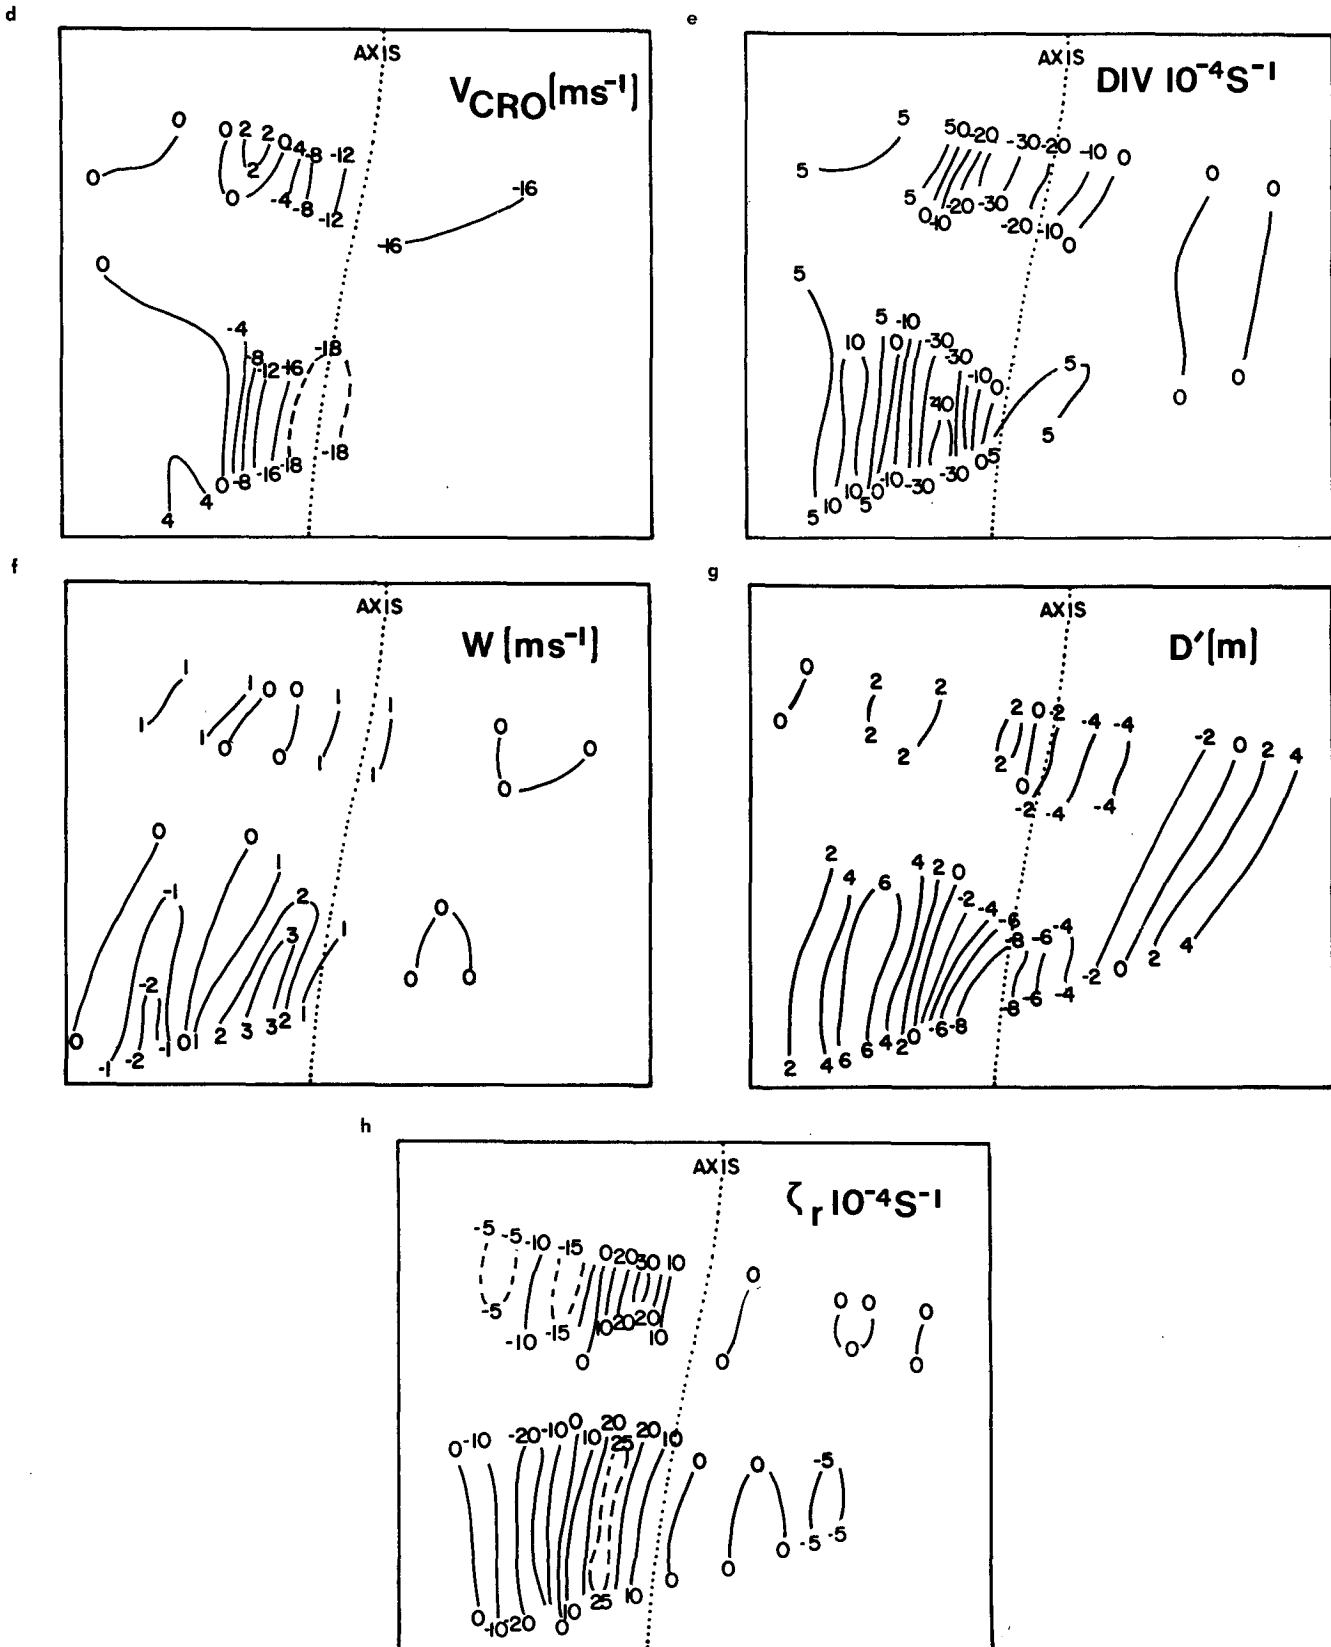 d
AXIS
V_CRO (ms⁻¹)
0 0 2 2 0 -4 -8 -12
0 2
0 -4 -8 -12
-16
-16
0
-4
-8 -12 -16 -18
4 4 0 -8 -16 -18 -18
e
AXIS
DIV 10⁻⁴S⁻¹
5 5 0 -20 -30 -20 -10 0
5 0 0
5 0 -10 -20 -30 -20 -10 0
5
5 -10
10 0 -30 -30 -10 0 5
-40
5
0 0
5 10 10 5 0 -10 -30 -30 0 5
f
AXIS
W (ms⁻¹)
1 1 0 0 1 1
1 1 0 0 1 1
0 0
0
0 0 1
-1 2 3 1
0
0 0
-2
0 -1 -2 -1 0 1 2 3 3 2 1
g
AXIS
D′(m)
0 2 2 2 0 -2 -4 -4
0 2 2 2 0 -2 -4 -4
-2 0 2 4
2 4 6 4 2 0 -2 -4 -6 -8 -6 -4
-2 0 2 4
2 4 6 6 4 2 0 -6 -8 -8 -6 -4
h
AXIS
ζ_r 10⁻⁴S⁻¹
-5 -5 -10 -15 0 20 30 10
0 0 0 0
-5 -10 -15 0 10 20 20 10
0 0 0
0 -10 -20 -10 0 10 20 25 20 10
0 0 -5
0 -10 -20 0 10 25 10 0 0 0 -5 -5